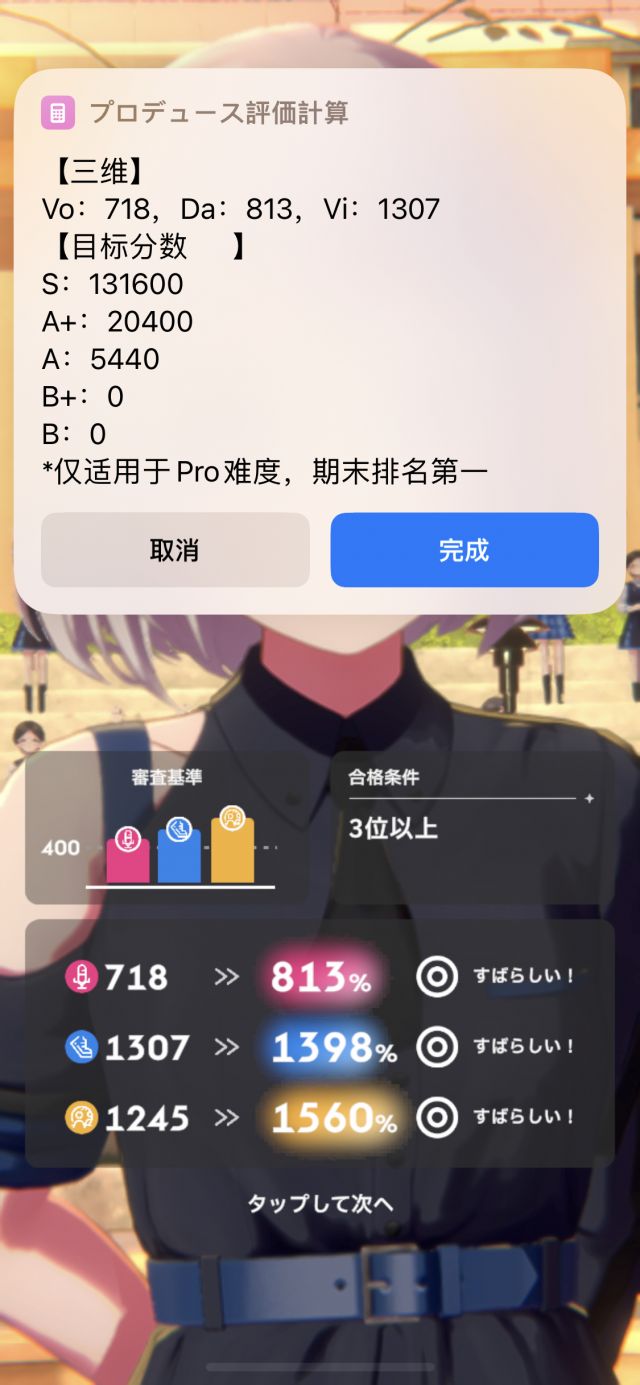 プロデュース評価計算
【三维】
Vo：718，Da：813，Vi：1307
【目标分数　】
S：131600
A+：20400
A：5440
B+：0
B：0
*仅适用于Pro难度，期末排名第一
取消
完成
審査基準
400
合格条件
3位以上
718 >> 813% すばらしい！
1307 >> 1398% すばらしい！
1245 >> 1560% すばらしい！
タップして次へ